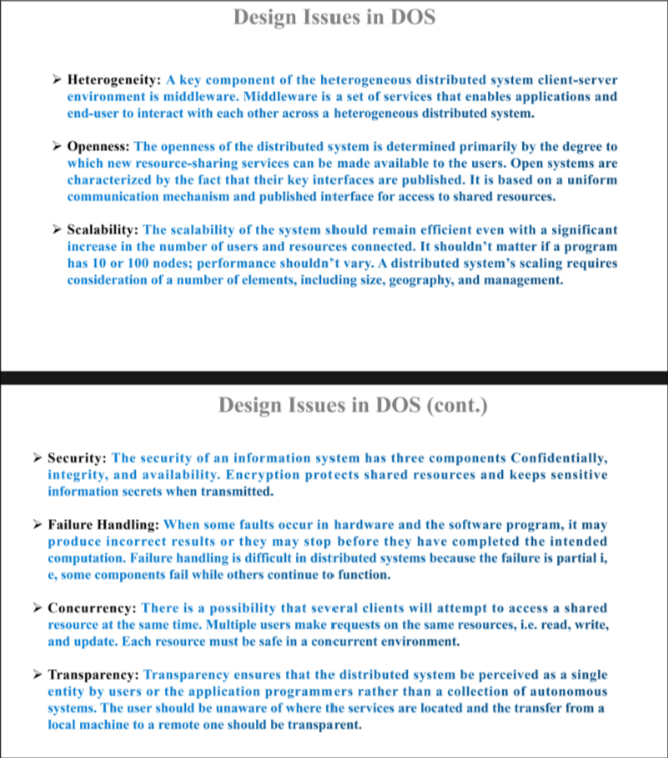 Design Issues in DOS
➢ Heterogeneity: A key component of the heterogeneous distributed system client-server
environment is middleware. Middleware is a set of services that enables applications and
end-user to interact with each other across a heterogeneous distributed system.
➢ Openness: The openness of the distributed system is determined primarily by the degree to
which new resource-sharing services can be made available to the users. Open systems are
characterized by the fact that their key interfaces are published. It is based on a uniform
communication mechanism and published interface for access to shared resources.
➢ Scalability: The scalability of the system should remain efficient even with a significant
increase in the number of users and resources connected. It shouldn't matter if a program
has 10 or 100 nodes; performance shouldn't vary. A distributed system's scaling requires
consideration of a number of elements, including size, geography, and management.
Design Issues in DOS (cont.)
➢ Security: The security of an information system has three components Confidentially,
integrity, and availability. Encryption protects shared resources and keeps sensitive
information secrets when transmitted.
➢ Failure Handling: When some faults occur in hardware and the software program, it may
produce incorrect results or they may stop before they have completed the intended
computation. Failure handling is difficult in distributed systems because the failure is partial i,
e, some components fail while others continue to function.
➢ Concurrency: There is a possibility that several clients will attempt to access a shared
resource at the same time. Multiple users make requests on the same resources, i.e. read, write,
and update. Each resource must be safe in a concurrent environment.
➢ Transparency: Transparency ensures that the distributed system be perceived as a single
entity by users or the application programmers rather than a collection of autonomous
systems. The user should be unaware of where the services are located and the transfer from a
local machine to a remote one should be transparent.